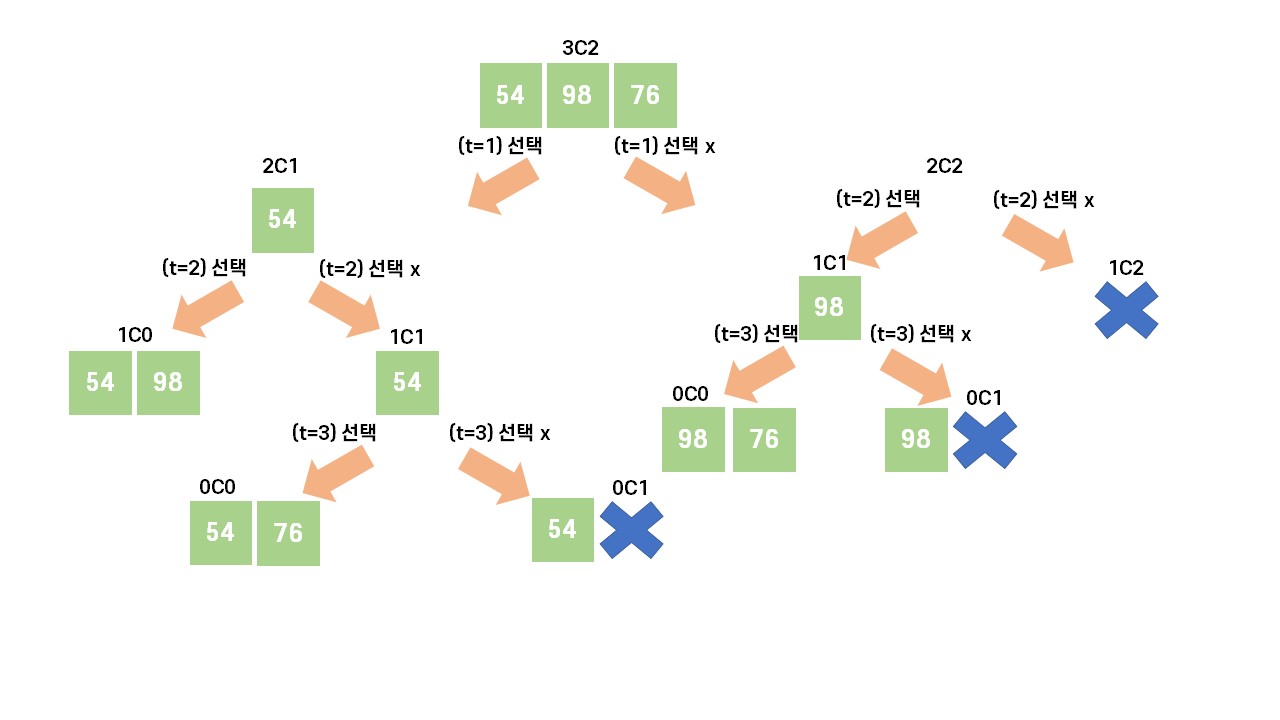 3C2
54 98 76
(t=1) 선택
(t=1) 선택 x
2C1
54
2C2
(t=2) 선택
(t=2) 선택 x
(t=2) 선택
(t=2) 선택 x
1C1
98
1C2
1C0
54 98
1C1
54
(t=3) 선택
(t=3) 선택 x
0C0
98 76
0C1
98
(t=3) 선택
(t=3) 선택 x
0C0
54 76
0C1
54